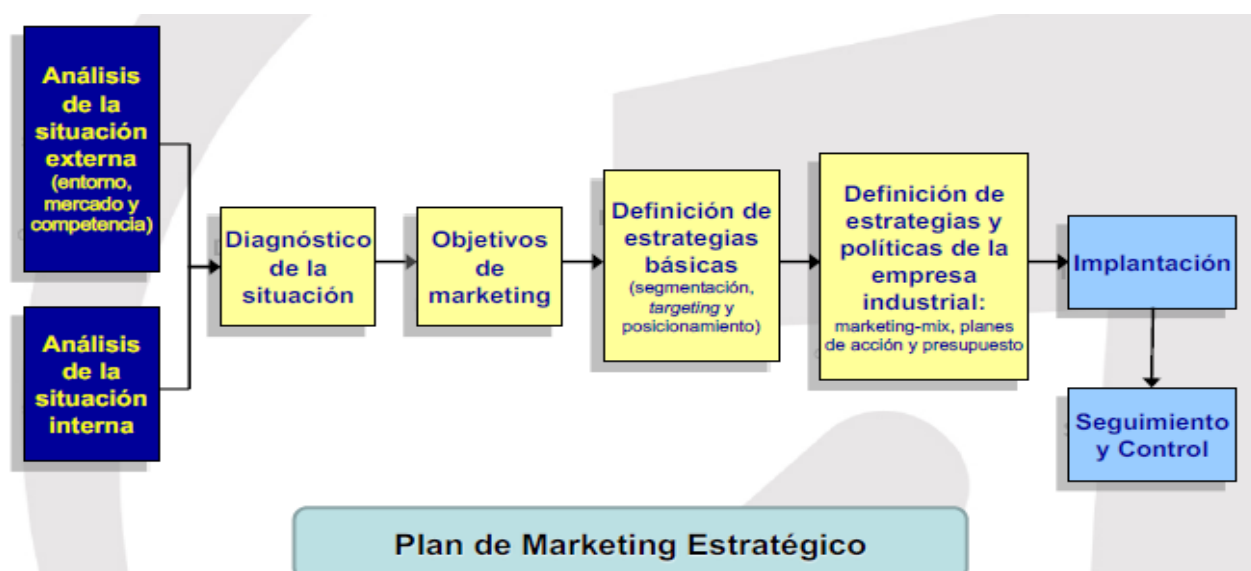 Análisis
de la
situación
externa
(entorno,
mercado y
competencia)
Análisis
de la
situación
interna
Diagnóstico
de la
situación
Objetivos
de
marketing
Definición de
estrategias
básicas
(segmentación,
targeting y
posicionamiento)
Definición de
estrategias y
políticas de la
empresa
industrial:
marketing-mix, planes
de acción y presupuesto
Implantación
Seguimiento
y Control
Plan de Marketing Estratégico